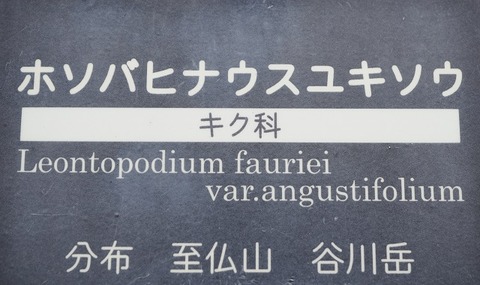 ホソバヒナウスユキソウ
キク科
Leontopodium fauriei
var.angustifolium
分布 至仏山 谷川岳